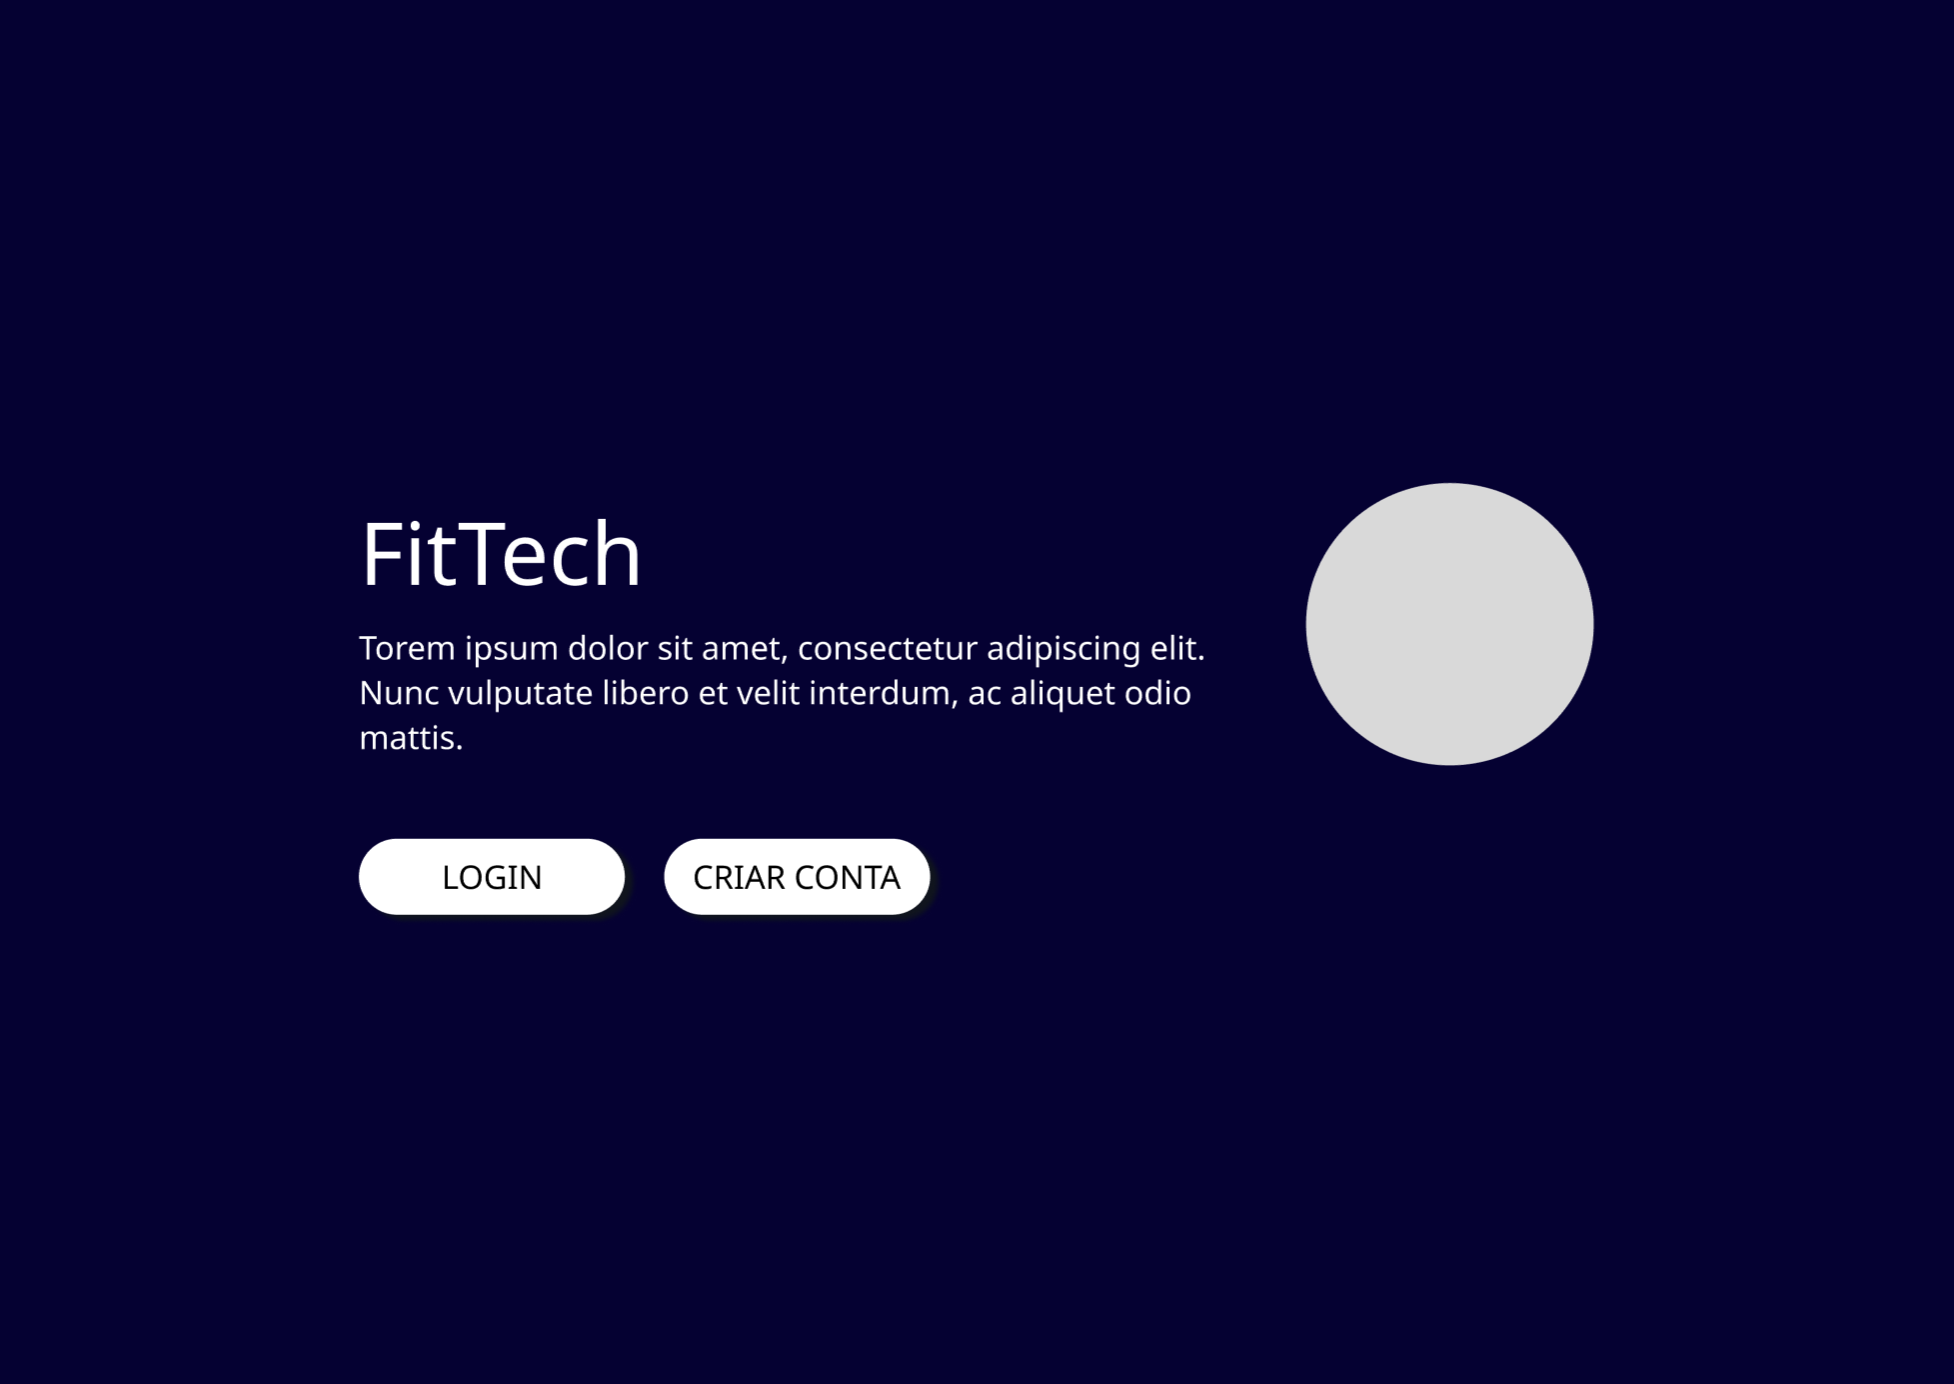 FitTech
Torem ipsum dolor sit amet, consectetur adipiscing elit.
Nunc vulputate libero et velit interdum, ac aliquet odio
mattis.
LOGIN
CRIAR CONTA